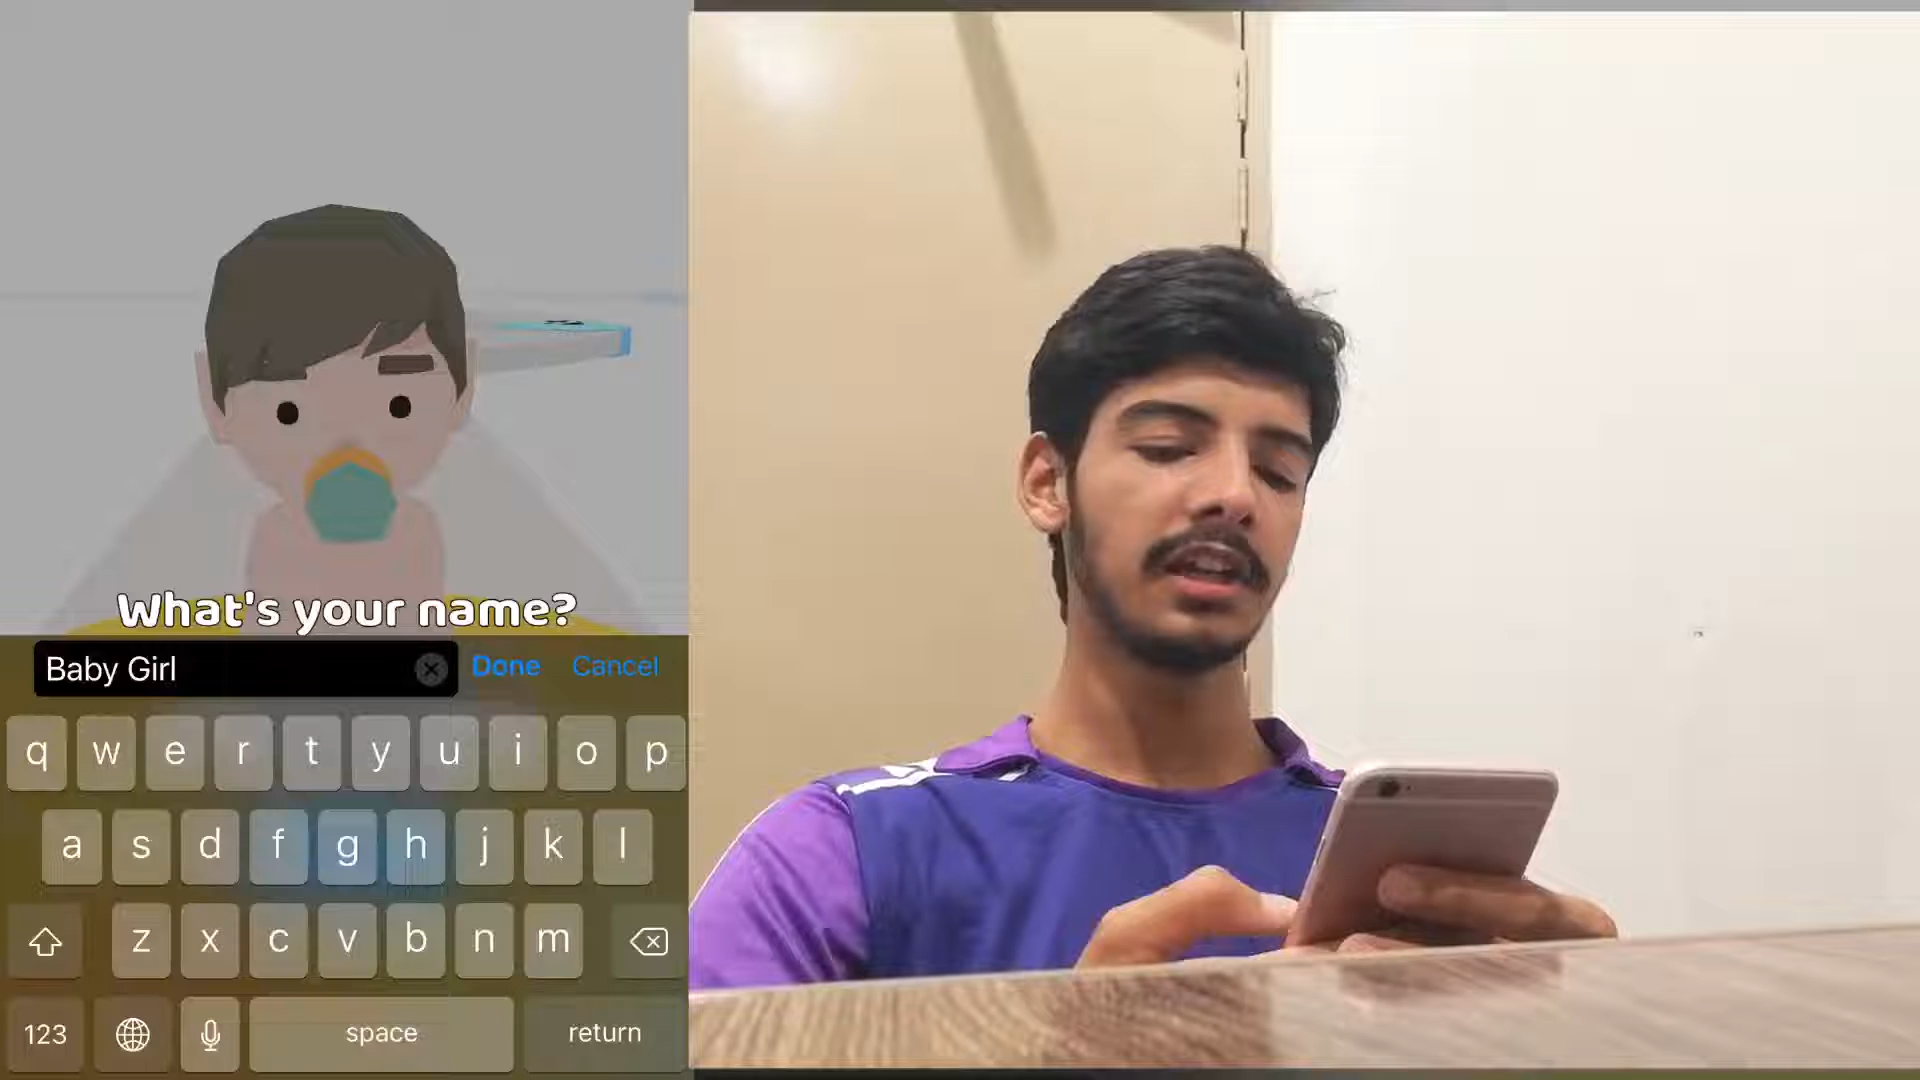 What's your name?
Baby Girl
Done Cancel
q w e r t y u i o p
a s d f g h j k l
z x c v b n m
123 space return